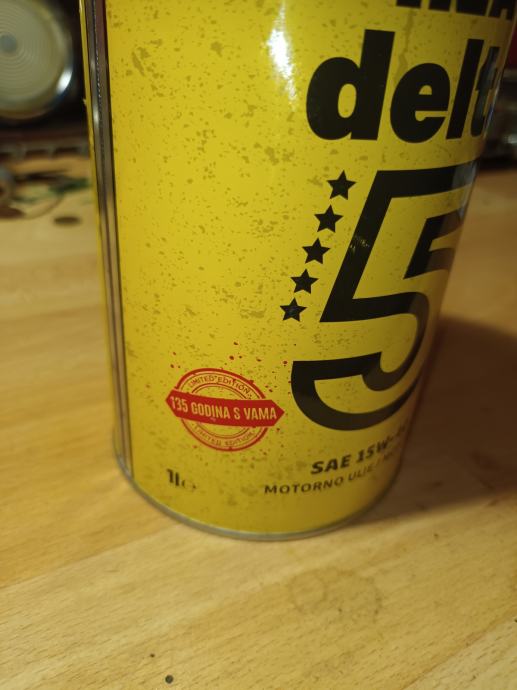 delt
5
LIMITED EDITION
135 GODINA S VAMA
LIMITED EDITION
SAE 15W-
1L e
MOTORNO ULJE